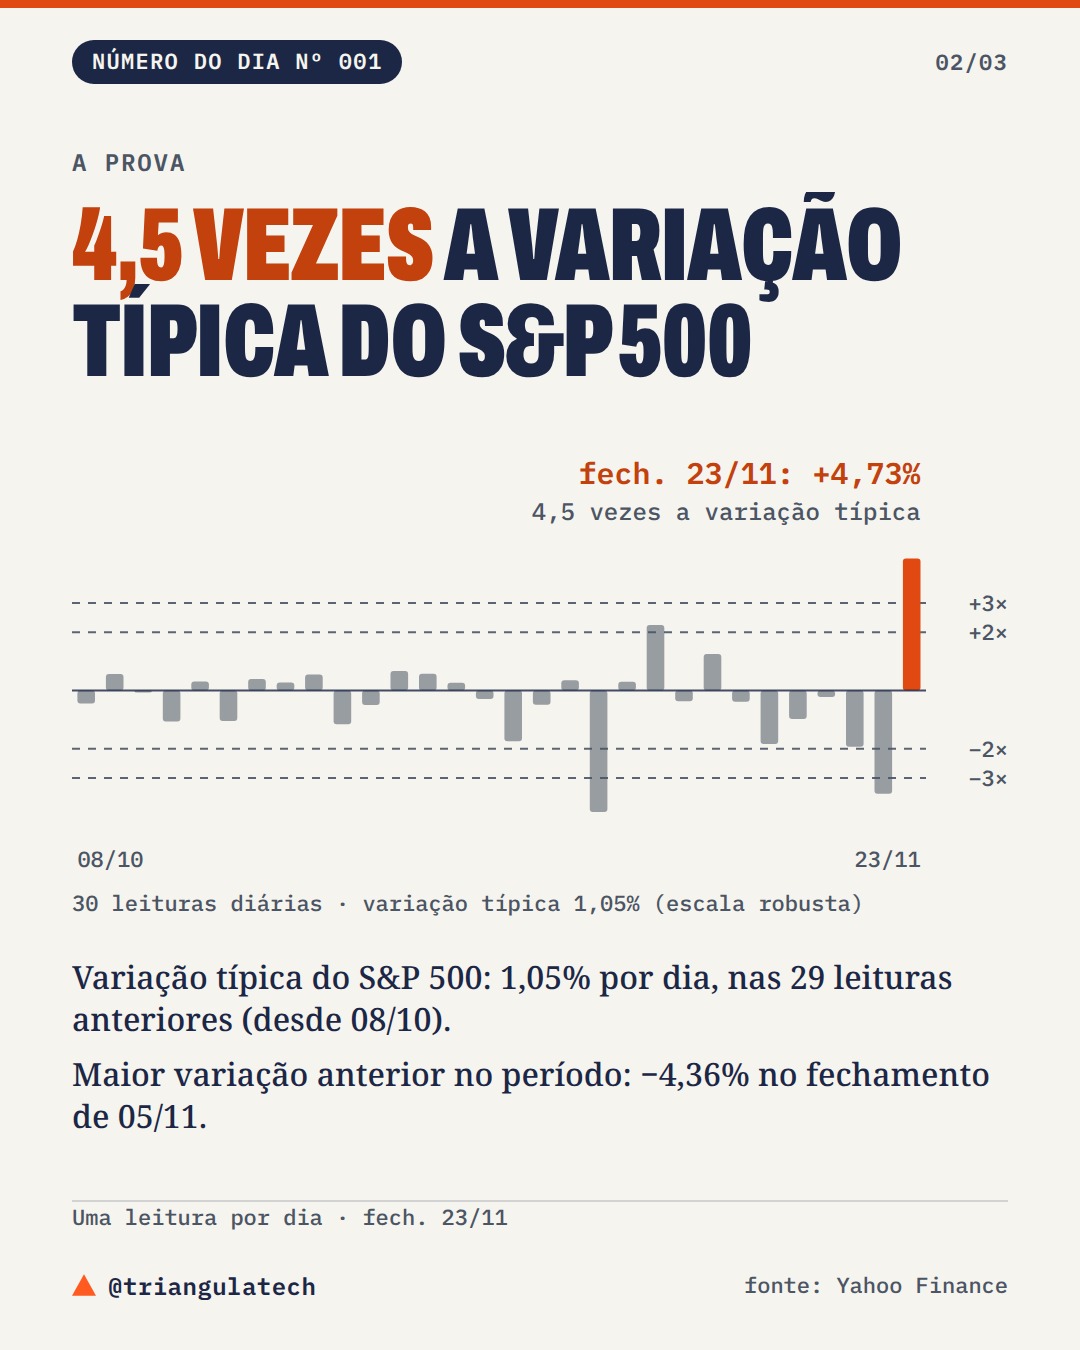 NÚMERO DO DIA Nº 001
02/03
A PROVA
4,5 VEZES A VARIAÇÃO
TÍPICA DO S&P 500
fech. 23/11: +4,73%
4,5 vezes a variação típica
+3×
+2×
−2×
−3×
08/10
23/11
30 leituras diárias · variação típica 1,05% (escala robusta)
Variação típica do S&P 500: 1,05% por dia, nas 29 leituras
anteriores (desde 08/10).
Maior variação anterior no período: −4,36% no fechamento
de 05/11.
Uma leitura por dia · fech. 23/11
@triangulatech
fonte: Yahoo Finance